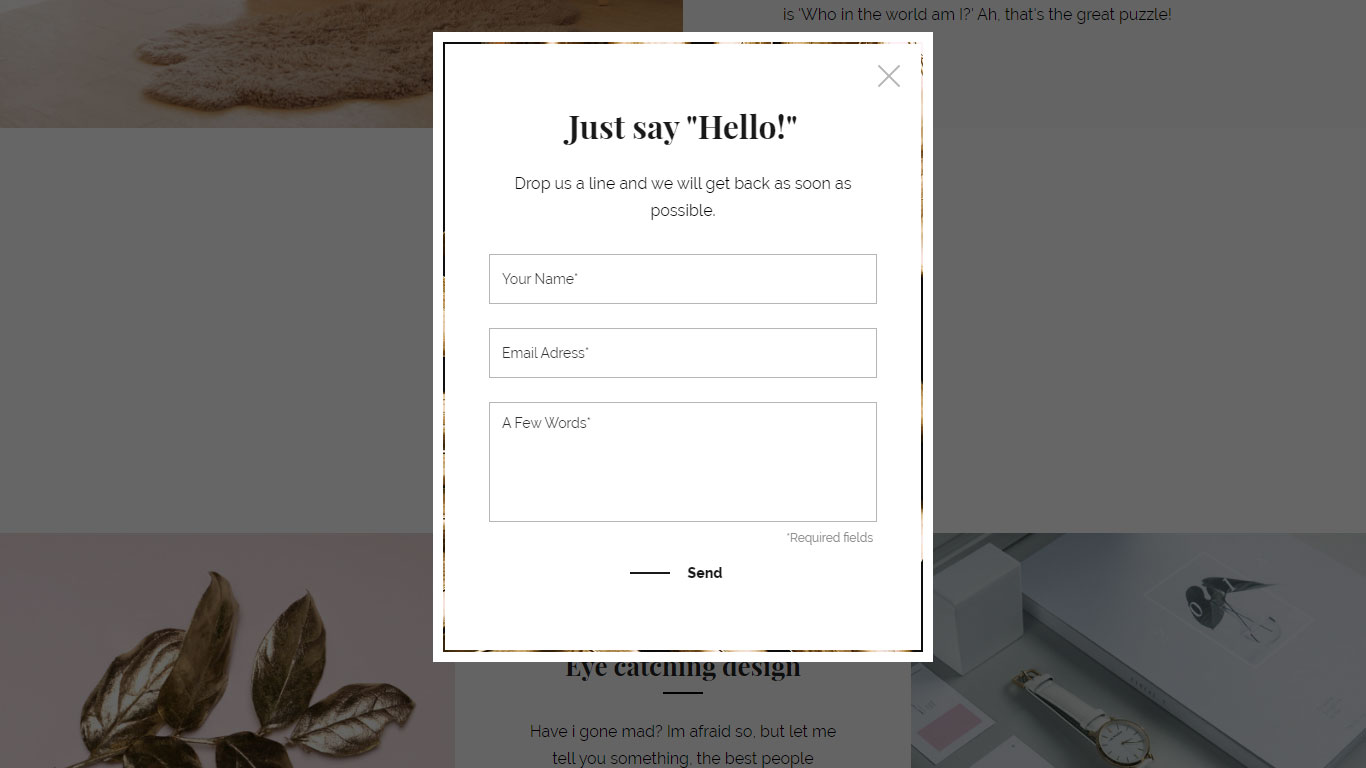 is 'Who in the world am I?' Ah, that's the great puzzle!
Just say "Hello!"
Drop us a line and we will get back as soon as
possible.
Your Name*
Email Adress*
A Few Words*
*Required fields
Send
Eye catching design
Have i gone mad? Im afraid so, but let me
tell you something, the best people